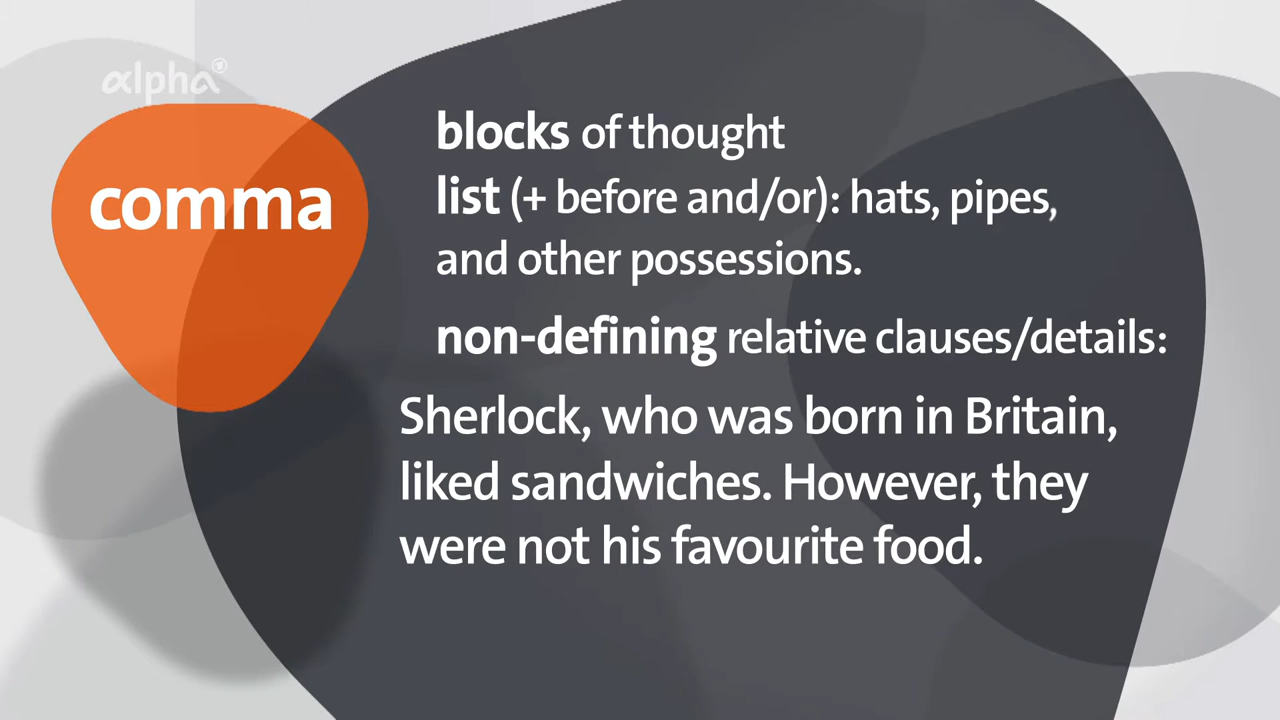 alpha
comma
blocks of thought
list (+ before and/or): hats, pipes,
and other possessions.
non-defining relative clauses/details:
Sherlock, who was born in Britain,
liked sandwiches. However, they
were not his favourite food.